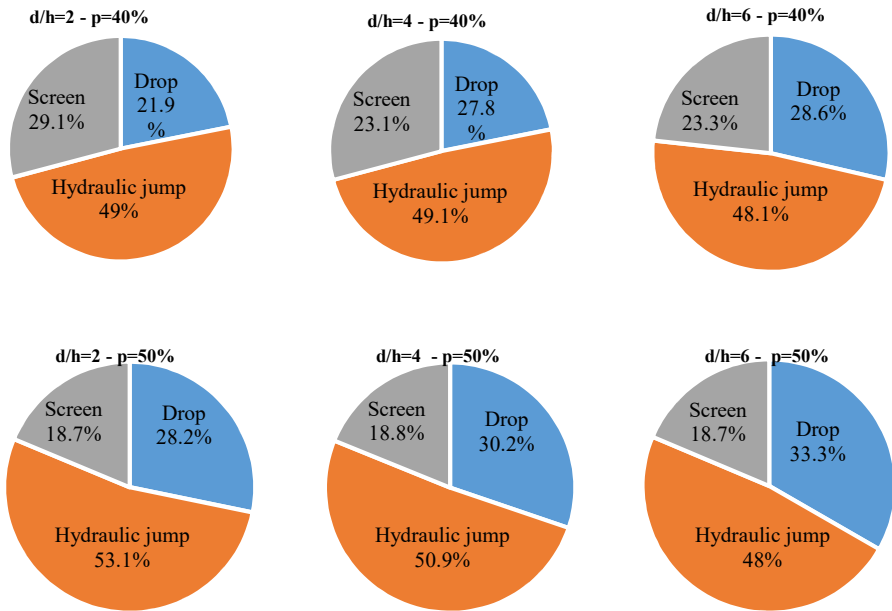 d/h=2 - p=40%
Screen
29.1%
Drop
21.9
%
Hydraulic jump
49%
d/h=4 - p=40%
Screen
23.1%
Drop
27.8
%
Hydraulic jump
49.1%
d/h=6 - p=40%
Screen
23.3%
Drop
28.6%
Hydraulic jump
48.1%
d/h=2 - p=50%
Screen
18.7%
Drop
28.2%
Hydraulic jump
53.1%
d/h=4 - p=50%
Screen
18.8%
Drop
30.2%
Hydraulic jump
50.9%
d/h=6 - p=50%
Screen
18.7%
Drop
33.3%
Hydraulic jump
48%